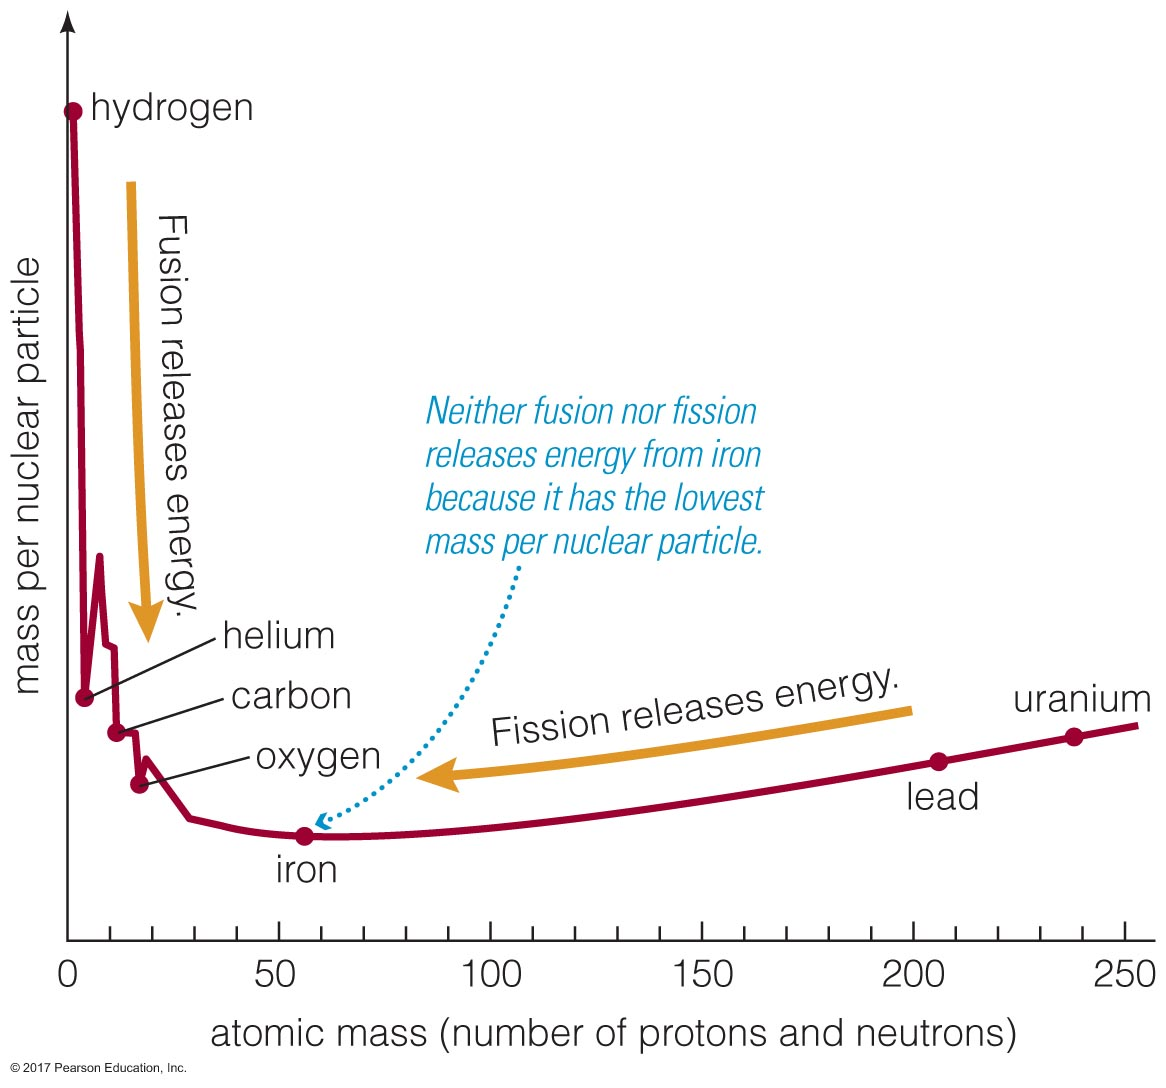 hydrogen
mass per nuclear particle
Fusion releases energy.
Neither fusion nor fission
releases energy from iron
because it has the lowest
mass per nuclear particle.
helium
carbon
oxygen
Fission releases energy.
uranium
lead
iron
0 50 100 150 200 250
atomic mass (number of protons and neutrons)
© 2017 Pearson Education, Inc.